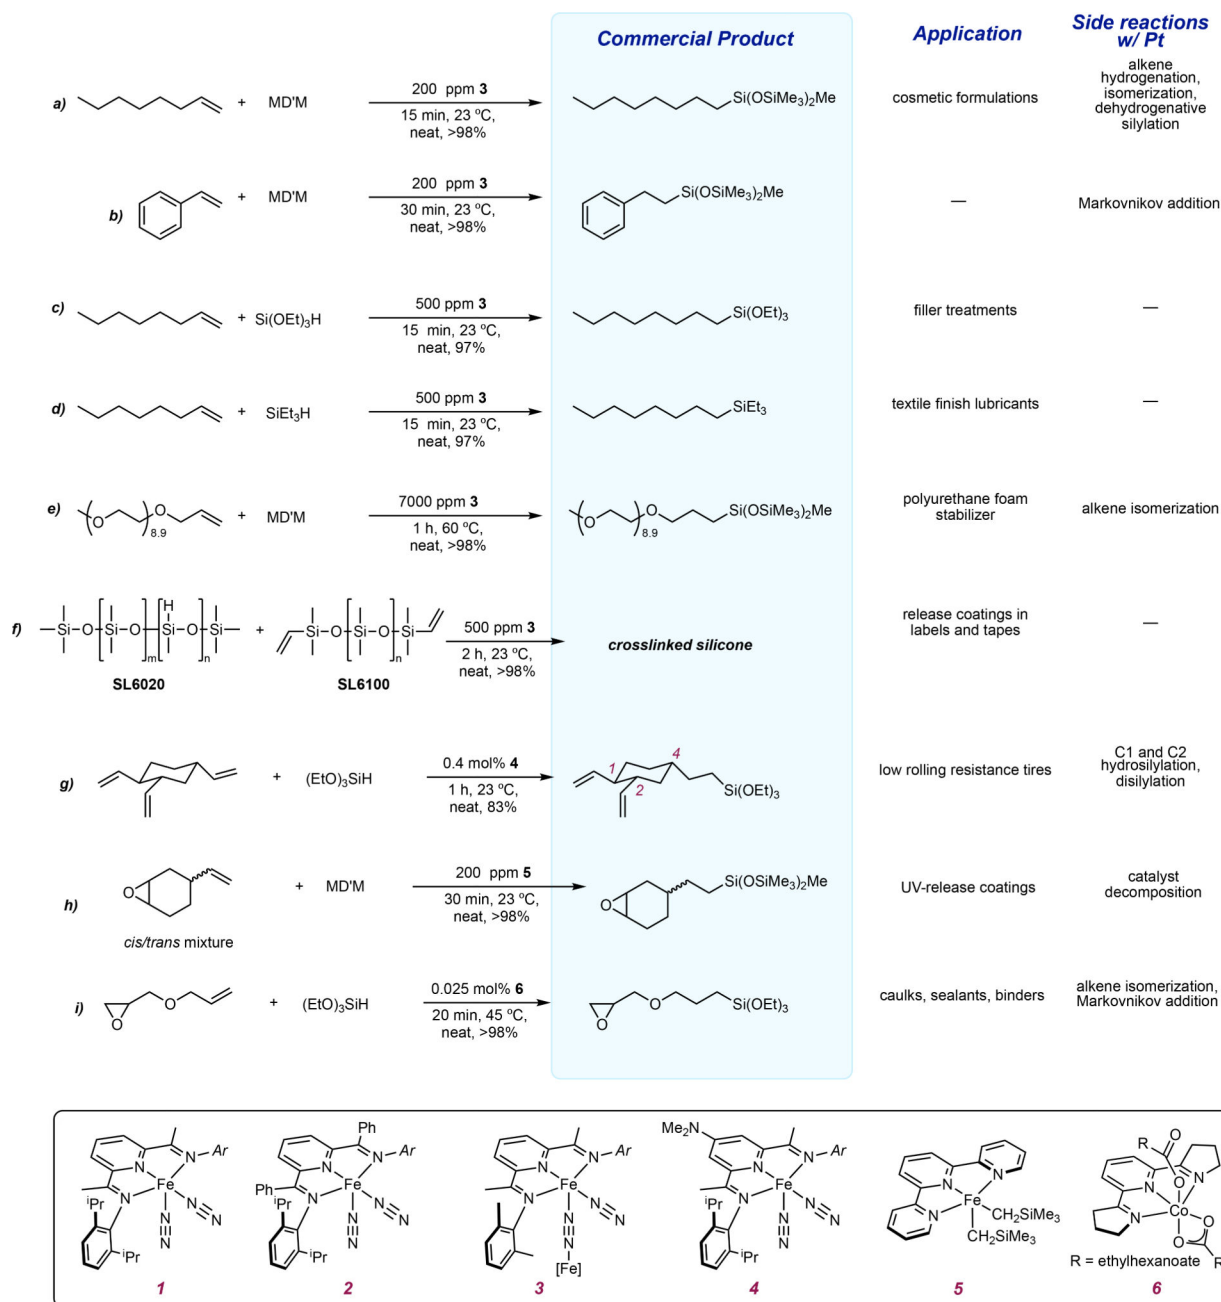 Commercial Product
Application
Side reactions
w/ Pt
a)
+
MD'M
200 ppm 3
15 min, 23 °C,
neat, >98%
Si(OSiMe3)2Me
cosmetic formulations
alkene
hydrogenation,
isomerization,
dehydrogenative
silylation
b)
+
MD'M
200 ppm 3
30 min, 23 °C,
neat, >98%
Si(OSiMe3)2Me
—
Markovnikov addition
c)
+
Si(OEt)3H
500 ppm 3
15 min, 23 °C,
neat, 97%
Si(OEt)3
filler treatments
—
d)
+
SiEt3H
500 ppm 3
15 min, 23 °C,
neat, 97%
SiEt3
textile finish lubricants
—
e)
O
8.9
O
+
MD'M
7000 ppm 3
1 h, 60 °C,
neat, >98%
O
8.9
O
Si(OSiMe3)2Me
polyurethane foam
stabilizer
alkene isomerization
f)
H
Si O Si O Si O Si
m n
SL6020
+
Si O Si O Si
n
SL6100
500 ppm 3
2 h, 23 °C,
neat, >98%
crosslinked silicone
release coatings in
labels and tapes
—
g)
+
(EtO)3SiH
0.4 mol% 4
1 h, 23 °C,
neat, 83%
4
1
2
Si(OEt)3
low rolling resistance tires
C1 and C2
hydrosilylation,
disilylation
h)
O
cis/trans mixture
+
MD'M
200 ppm 5
30 min, 23 °C,
neat, >98%
O
Si(OSiMe3)2Me
UV-release coatings
catalyst
decomposition
i)
O
O
+
(EtO)3SiH
0.025 mol% 6
20 min, 45 °C,
neat, >98%
O
O
Si(OEt)3
caulks, sealants, binders
alkene isomerization,
Markovnikov addition
N
N Ar
Fe
N
N
N
N
N
iPr
iPr
1
Ph
N
N Ar
Fe
Ph
N
N
N
N
N
iPr
iPr
2
N
N Ar
Fe
N
N
N
N
N
[Fe]
3
Me2N
N
N Ar
Fe
N
N
N
N
N
iPr
iPr
4
N
N
N
Fe
CH2SiMe3
CH2SiMe3
5
R
O
O
N
N
N
Co
O
O
R
R = ethylhexanoate
6